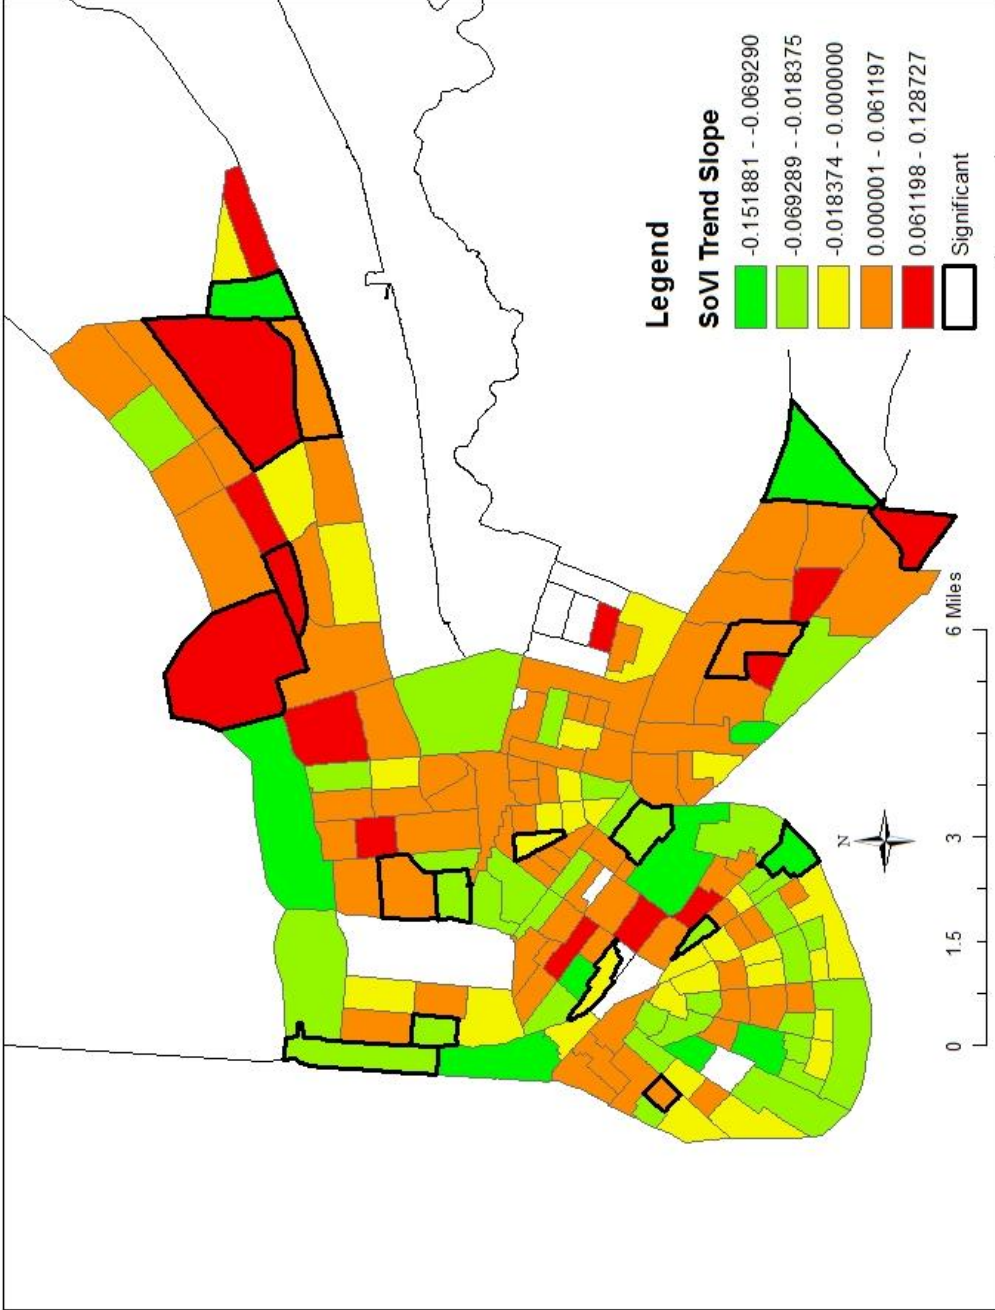 Legend
SoVI Trend Slope
-0.151881 - -0.069290
-0.069289 - -0.018375
-0.018374 - 0.000000
0.000001 - 0.061197
0.061198 - 0.128727
Significant
N
0 1.5 3 6 Miles